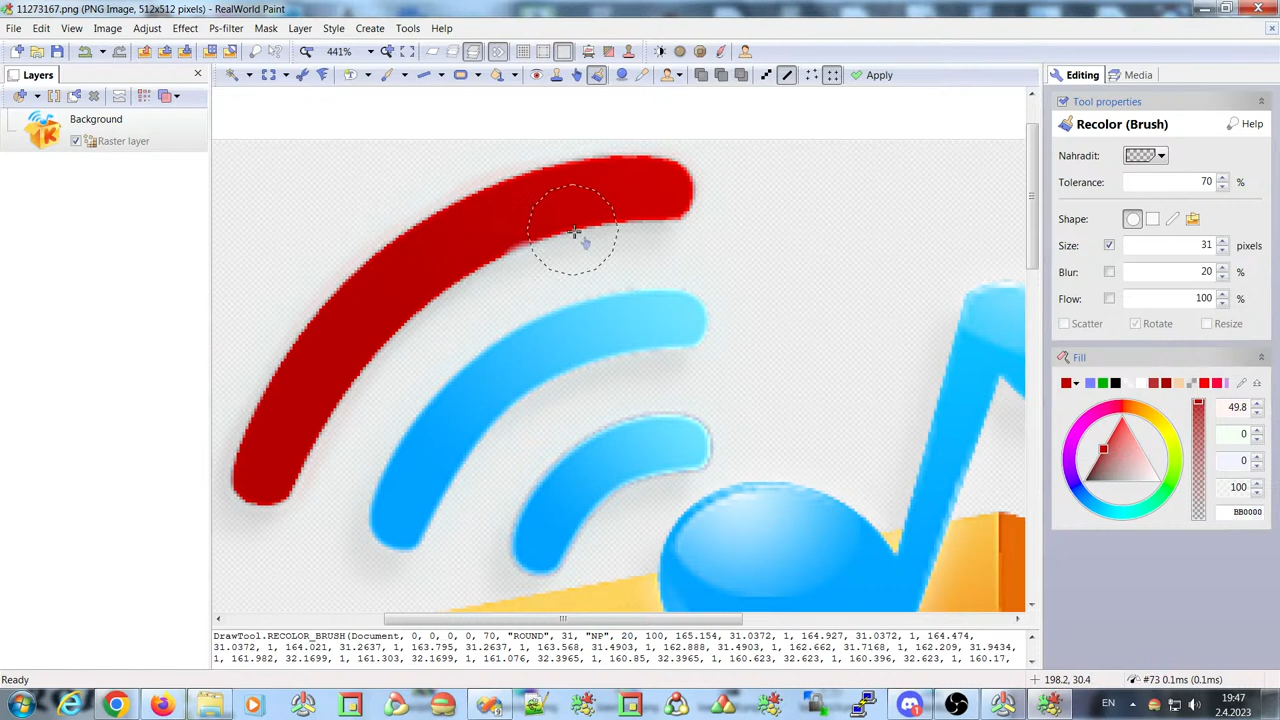 11273167.png (PNG Image, 512x512 pixels) - RealWorld Paint
File Edit View Image Adjust Effect Ps-filter Mask Layer Style Create Tools Help
441%
Layers
Apply
Editing Media
Background
Raster layer
Tool properties
Recolor (Brush) Help
Nahradit:
Tolerance: 70 %
Shape:
Size: 31 pixels
Blur: 20 %
Flow: 100 %
Scatter Rotate Resize
Fill
49.8
0
0
100
BB0000
DrawTool.RECOLOR_BRUSH(Document, 0, 0, 0, 0, 70, "ROUND", 31, "NP", 20, 100, 165.154, 31.0372, 1, 164.927, 31.0372, 1, 164.474,
31.0372, 1, 164.021, 31.2637, 1, 163.795, 31.2637, 1, 163.568, 31.4903, 1, 162.888, 31.4903, 1, 162.662, 31.7168, 1, 162.209, 31.9434,
1, 161.982, 32.1699, 1, 161.303, 32.1699, 1, 161.076, 32.3965, 1, 160.85, 32.3965, 1, 160.623, 32.623, 1, 160.396, 32.623, 1, 160.17,
Ready 198.2, 30.4 #73 0.1ms (0.1ms)
EN 19:47
2.4.2023